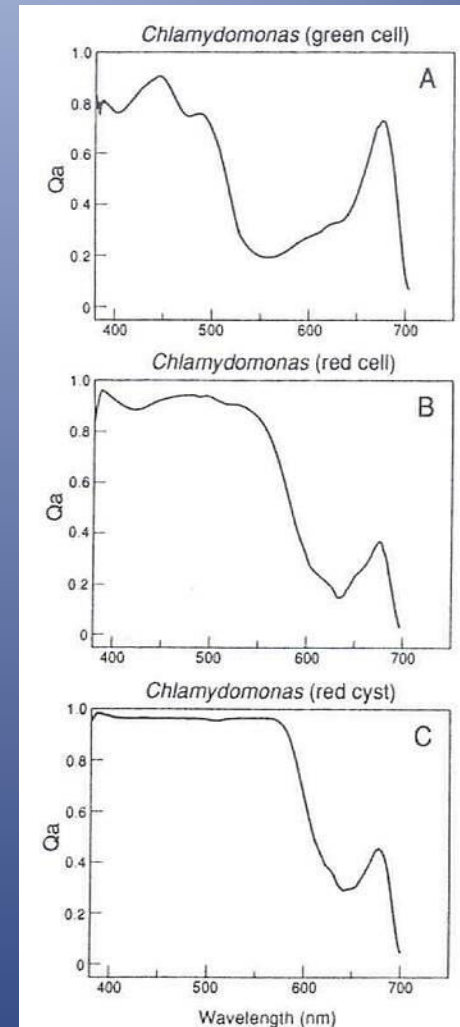 Chlamydomonas (green cell)
A
1.0
0.8
0.6
0.4
0.2
0
Qa
400 500 600 700
Chlamydomonas (red cell)
B
1.0
0.8
0.6
0.4
0.2
0
Qa
400 500 600 700
Chlamydomonas (red cyst)
C
1.0
0.8
0.6
0.4
0.2
0
Qa
400 500 600 700
Wavelength (nm)